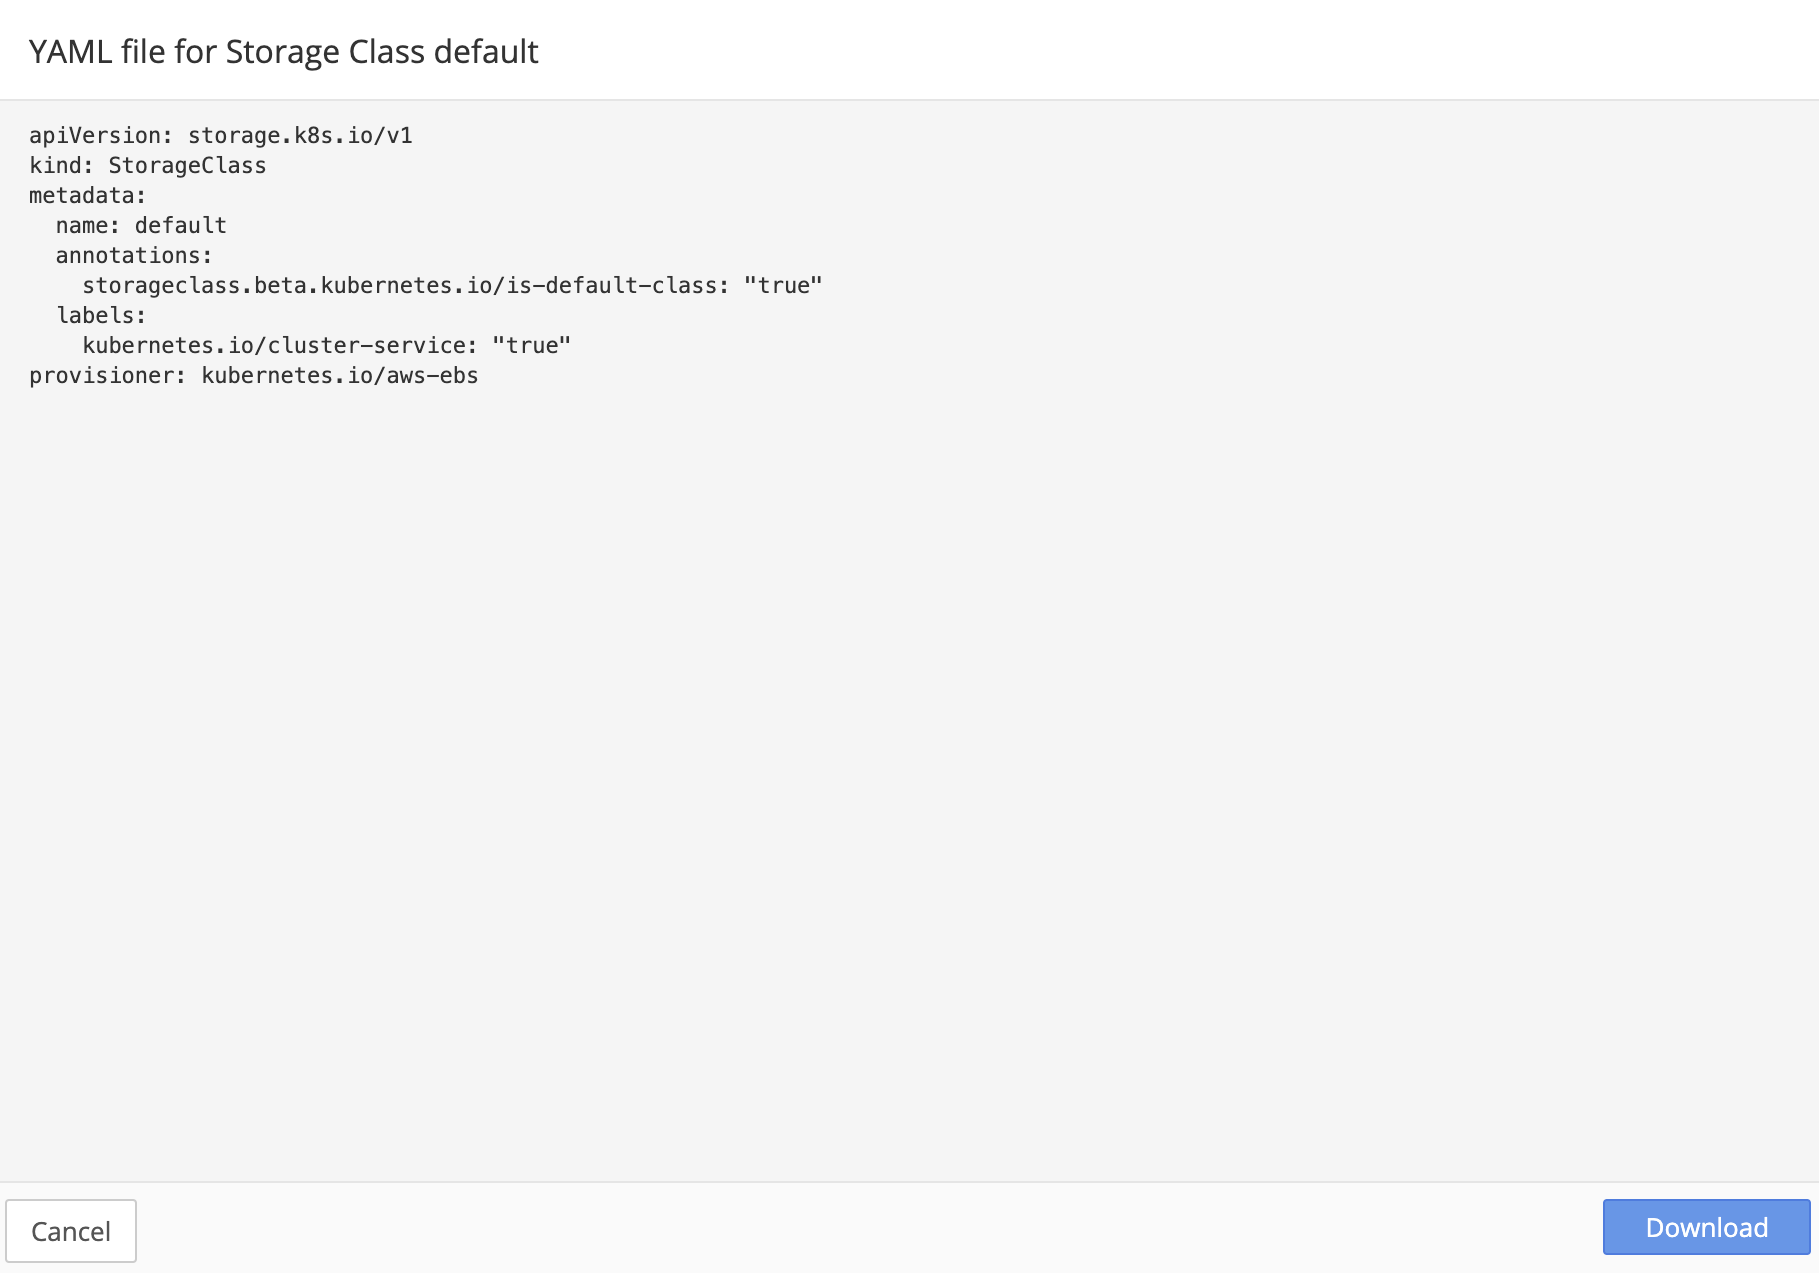 YAML file for Storage Class default
apiVersion: storage.k8s.io/v1
kind: StorageClass
metadata:
  name: default
  annotations:
    storageclass.beta.kubernetes.io/is-default-class: "true"
  labels:
    kubernetes.io/cluster-service: "true"
provisioner: kubernetes.io/aws-ebs
Cancel
Download